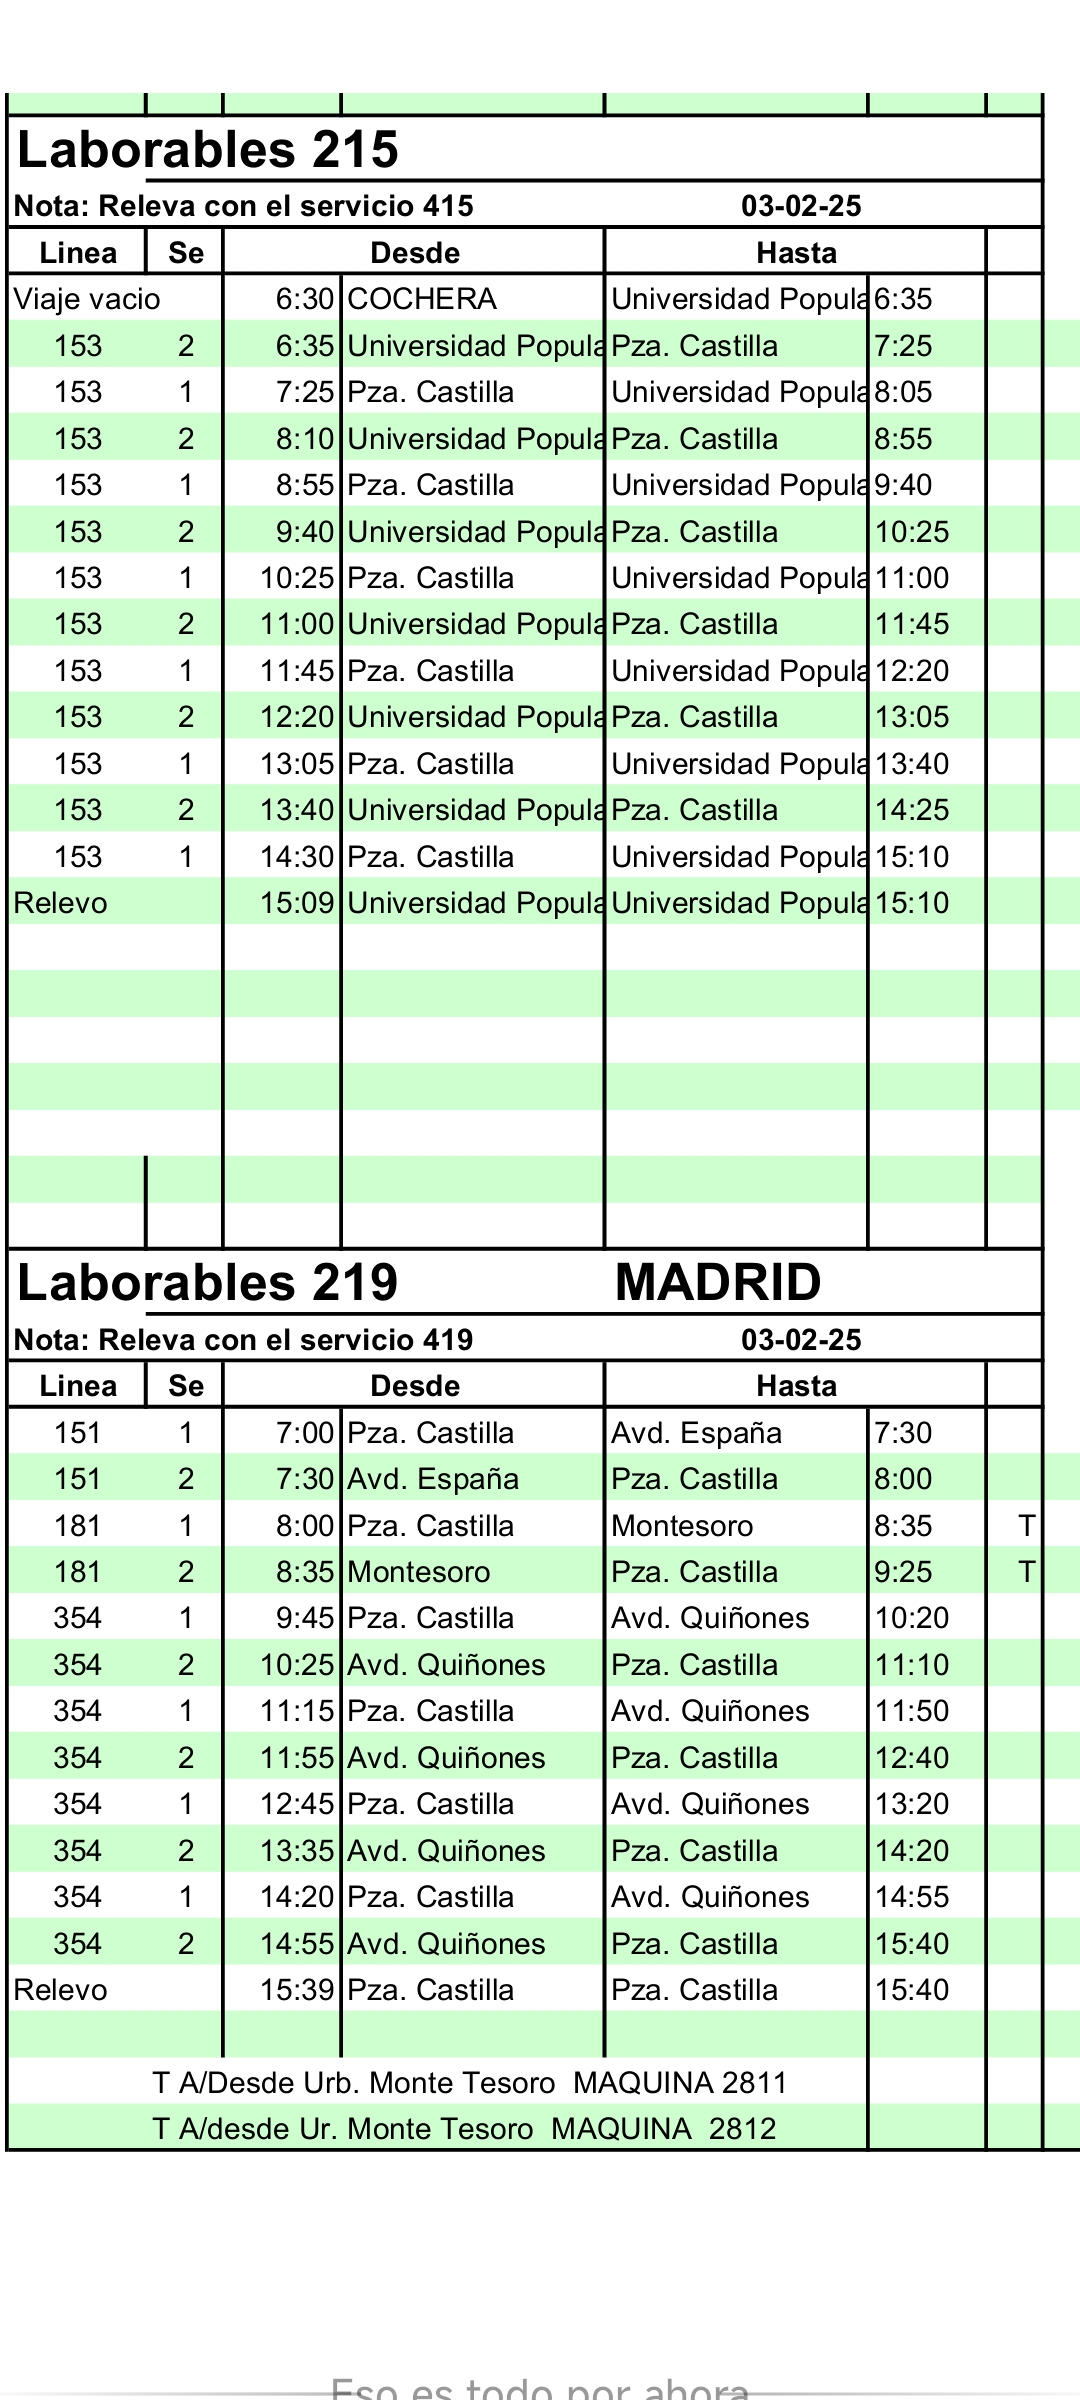 Laborables 215
Nota: Releva con el servicio 415 03-02-25
Linea Se Desde Hasta
Viaje vacio 6:30 COCHERA Universidad Popula 6:35
153 2 6:35 Universidad Popula Pza. Castilla 7:25
153 1 7:25 Pza. Castilla Universidad Popula 8:05
153 2 8:10 Universidad Popula Pza. Castilla 8:55
153 1 8:55 Pza. Castilla Universidad Popula 9:40
153 2 9:40 Universidad Popula Pza. Castilla 10:25
153 1 10:25 Pza. Castilla Universidad Popula 11:00
153 2 11:00 Universidad Popula Pza. Castilla 11:45
153 1 11:45 Pza. Castilla Universidad Popula 12:20
153 2 12:20 Universidad Popula Pza. Castilla 13:05
153 1 13:05 Pza. Castilla Universidad Popula 13:40
153 2 13:40 Universidad Popula Pza. Castilla 14:25
153 1 14:30 Pza. Castilla Universidad Popula 15:10
Relevo 15:09 Universidad Popula Universidad Popula 15:10
Laborables 219 MADRID
Nota: Releva con el servicio 419 03-02-25
Linea Se Desde Hasta
151 1 7:00 Pza. Castilla Avd. España 7:30
151 2 7:30 Avd. España Pza. Castilla 8:00
181 1 8:00 Pza. Castilla Montesoro 8:35 T
181 2 8:35 Montesoro Pza. Castilla 9:25 T
354 1 9:45 Pza. Castilla Avd. Quiñones 10:20
354 2 10:25 Avd. Quiñones Pza. Castilla 11:10
354 1 11:15 Pza. Castilla Avd. Quiñones 11:50
354 2 11:55 Avd. Quiñones Pza. Castilla 12:40
354 1 12:45 Pza. Castilla Avd. Quiñones 13:20
354 2 13:35 Avd. Quiñones Pza. Castilla 14:20
354 1 14:20 Pza. Castilla Avd. Quiñones 14:55
354 2 14:55 Avd. Quiñones Pza. Castilla 15:40
Relevo 15:39 Pza. Castilla Pza. Castilla 15:40
T A/Desde Urb. Monte Tesoro MAQUINA 2811
T A/desde Ur. Monte Tesoro MAQUINA 2812
Eso es todo por ahora